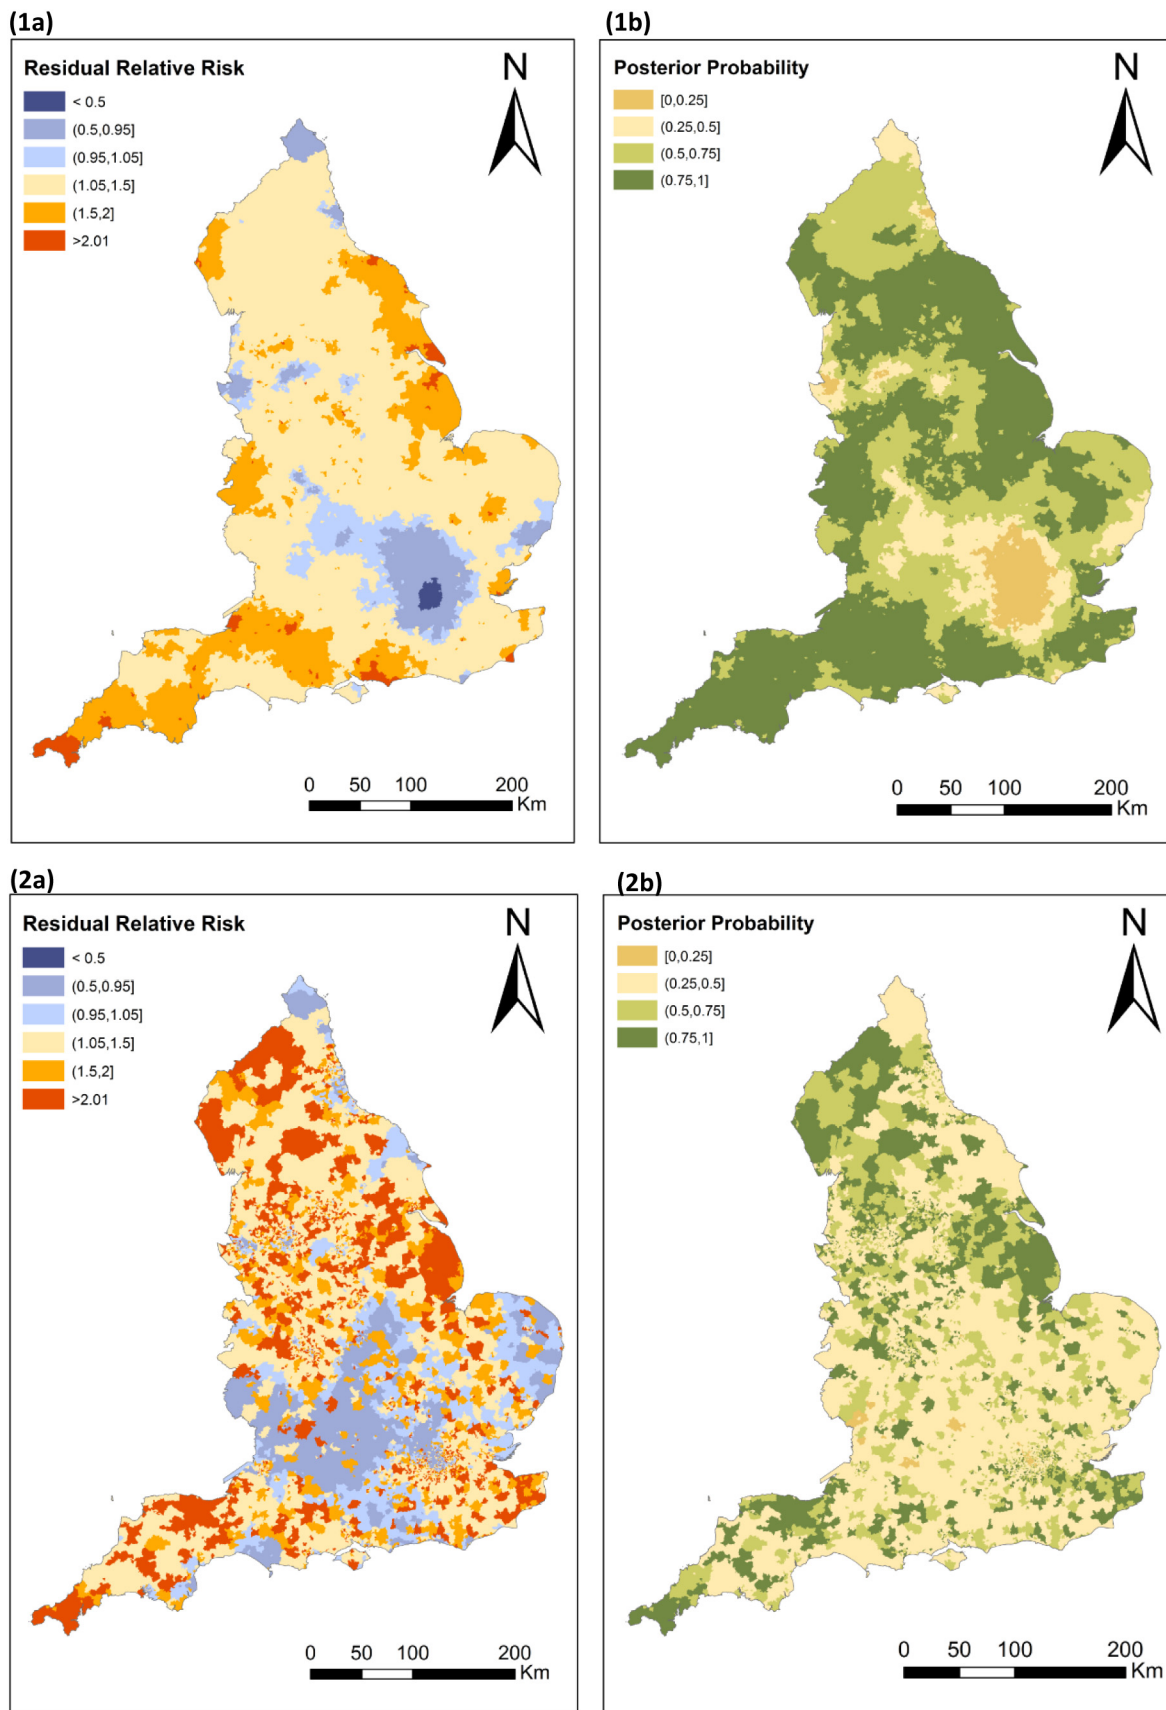 (1a)
Residual Relative Risk
< 0.5
(0.5,0.95]
(0.95,1.05]
(1.05,1.5]
(1.5,2]
>2.01
N
0 50 100 200
Km
(1b)
Posterior Probability
[0,0.25]
(0.25,0.5]
(0.5,0.75]
(0.75,1]
N
0 50 100 200
Km
(2a)
Residual Relative Risk
< 0.5
(0.5,0.95]
(0.95,1.05]
(1.05,1.5]
(1.5,2]
>2.01
N
0 50 100 200
Km
(2b)
Posterior Probability
[0,0.25]
(0.25,0.5]
(0.5,0.75]
(0.75,1]
N
0 50 100 200
Km